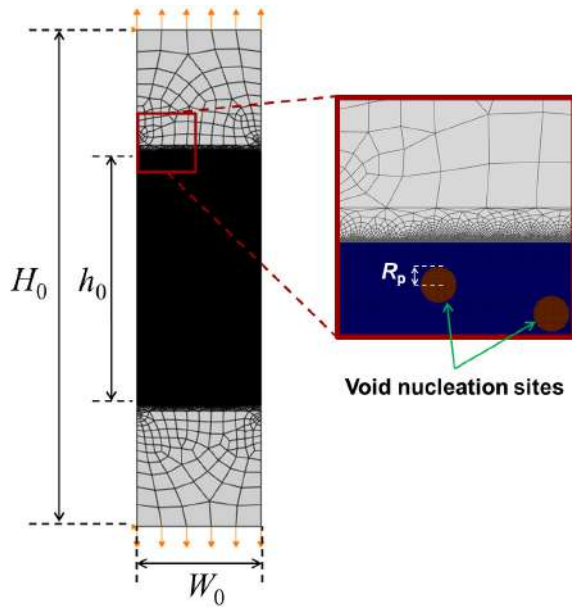 H₀
h₀
W₀
Rₚ
Void nucleation sites